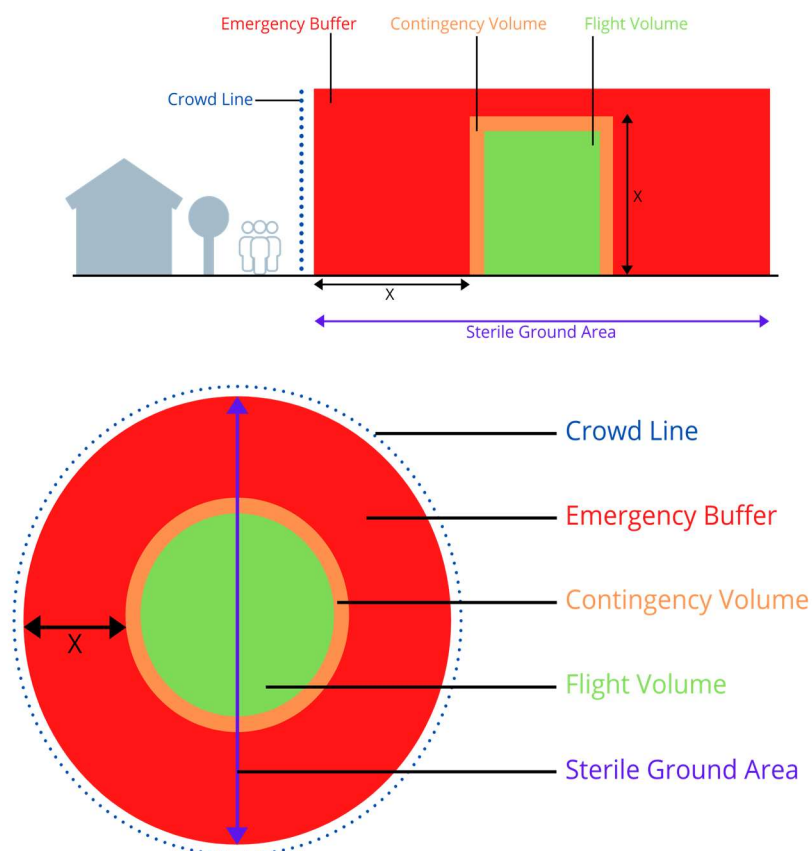 Emergency Buffer
Contingency Volume
Flight Volume
Crowd Line
X
X
Sterile Ground Area
Crowd Line
Emergency Buffer
Contingency Volume
X
Flight Volume
Sterile Ground Area